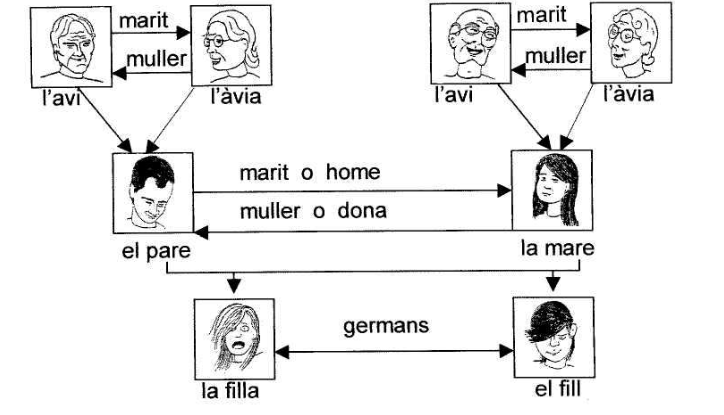 marit
muller
l'avi
l'àvia
marit
muller
l'avi
l'àvia
marit o home
muller o dona
el pare
la mare
germans
la filla
el fill